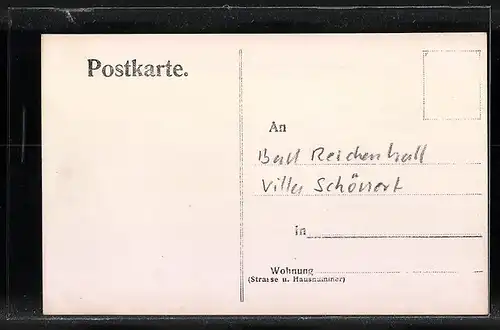 Postkarte.
An
Bad Reichenhall
Villa Schönort
in
Wohnung
(Strasse u. Hausnummer)